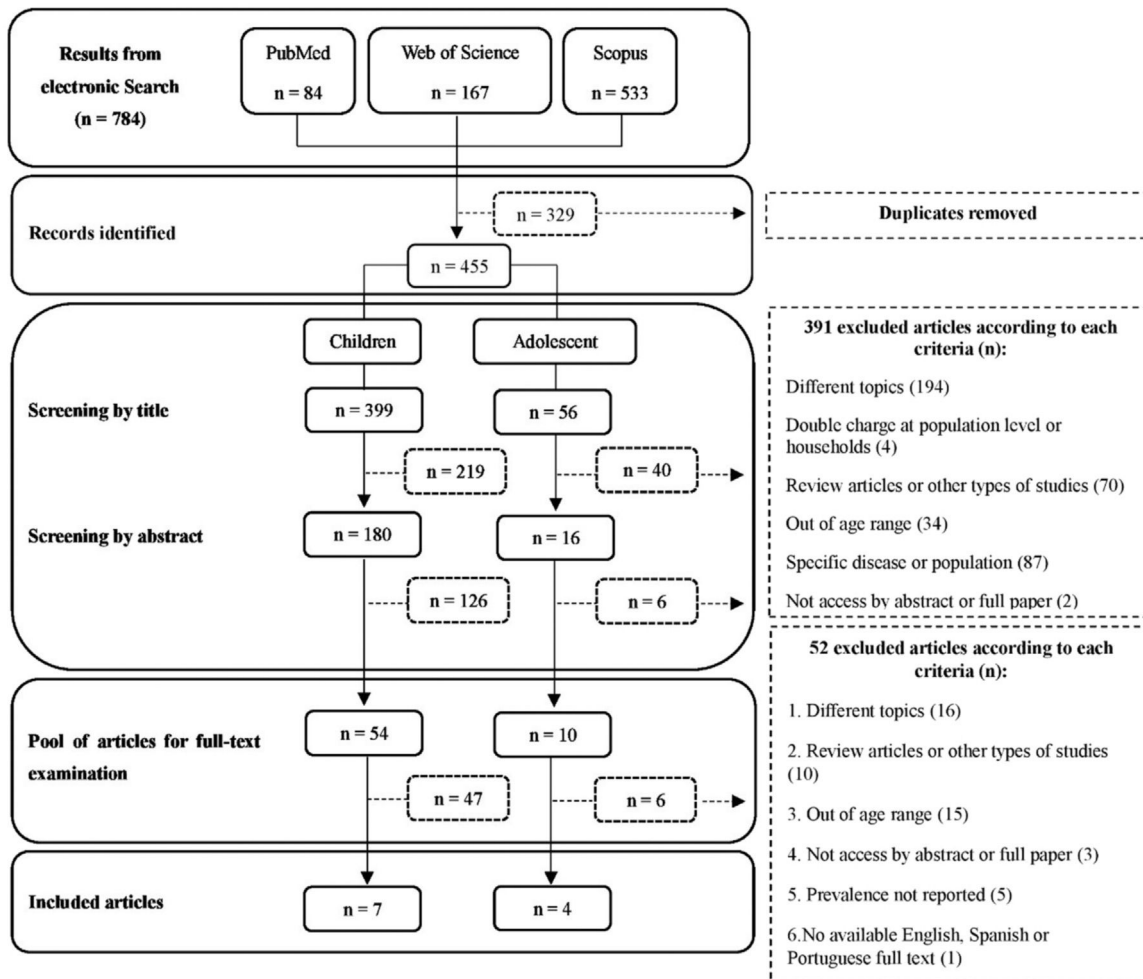 Results from
electronic Search
(n = 784)
PubMed
n = 84
Web of Science
n = 167
Scopus
n = 533
Records identified
n = 329
Duplicates removed
n = 455
Children
Adolescent
Screening by title
n = 399
n = 56
n = 219
n = 40
Screening by abstract
n = 180
n = 16
n = 126
n = 6
391 excluded articles according to each
criteria (n):
Different topics (194)
Double charge at population level or
households (4)
Review articles or other types of studies (70)
Out of age range (34)
Specific disease or population (87)
Not access by abstract or full paper (2)
Pool of articles for full-text
examination
n = 54
n = 10
n = 47
n = 6
52 excluded articles according to each
criteria (n):
1. Different topics (16)
2. Review articles or other types of studies
(10)
3. Out of age range (15)
4. Not access by abstract or full paper (3)
5. Prevalence not reported (5)
6.No available English, Spanish or
Portuguese full text (1)
Included articles
n = 7
n = 4